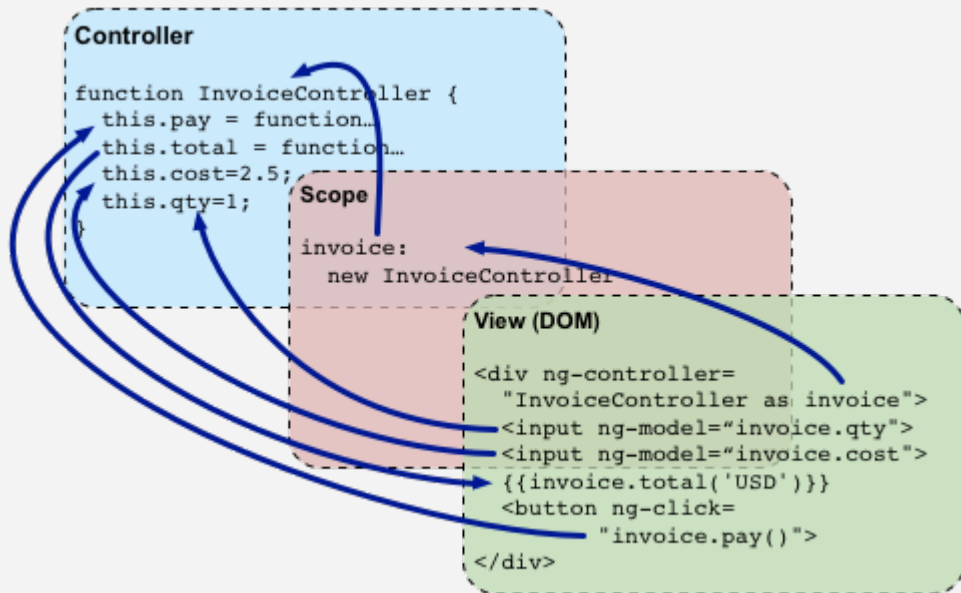 Controller
function InvoiceController {
this.pay = function…
this.total = function…
this.cost=2.5;
this.qty=1;
}
Scope
invoice:
new InvoiceController
View (DOM)
<div ng-controller=
"InvoiceController as invoice">
<input ng-model=“invoice.qty">
<input ng-model=“invoice.cost">
{{invoice.total('USD')}}
<button ng-click=
"invoice.pay()">
</div>